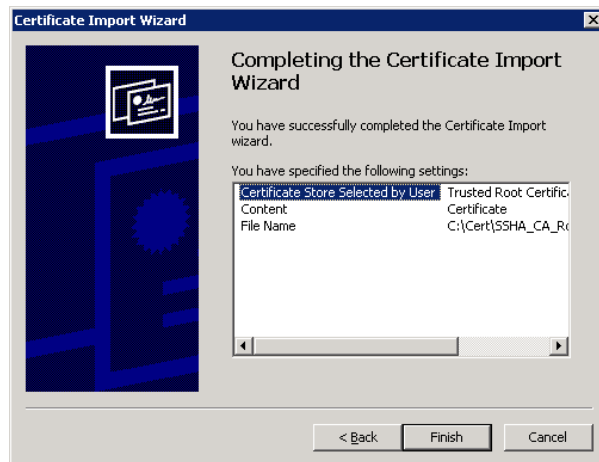 Certificate Import Wizard
Completing the Certificate Import
Wizard
You have successfully completed the Certificate Import
wizard.
You have specified the following settings:
Certificate Store Selected by User Trusted Root Certific
Content Certificate
File Name C:\Cert\SSHA_CA_Ro
< Back Finish Cancel